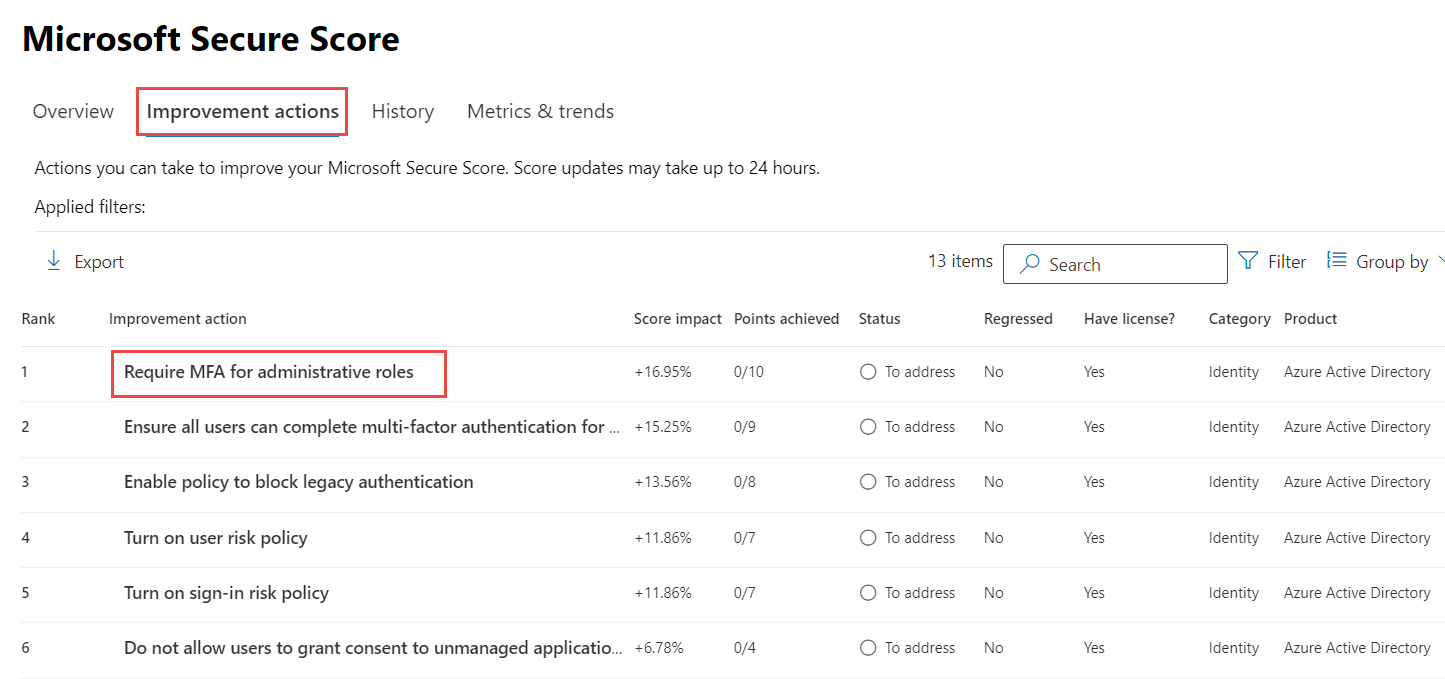 Microsoft Secure Score
Overview Improvement actions History Metrics & trends
Actions you can take to improve your Microsoft Secure Score. Score updates may take up to 24 hours.
Applied filters:
Export 13 items Search Filter Group by
Rank Improvement action Score impact Points achieved Status Regressed Have license? Category Product
1 Require MFA for administrative roles +16.95% 0/10 To address No Yes Identity Azure Active Directory
2 Ensure all users can complete multi-factor authentication for ... +15.25% 0/9 To address No Yes Identity Azure Active Directory
3 Enable policy to block legacy authentication +13.56% 0/8 To address No Yes Identity Azure Active Directory
4 Turn on user risk policy +11.86% 0/7 To address No Yes Identity Azure Active Directory
5 Turn on sign-in risk policy +11.86% 0/7 To address No Yes Identity Azure Active Directory
6 Do not allow users to grant consent to unmanaged applicatio... +6.78% 0/4 To address No Yes Identity Azure Active Directory